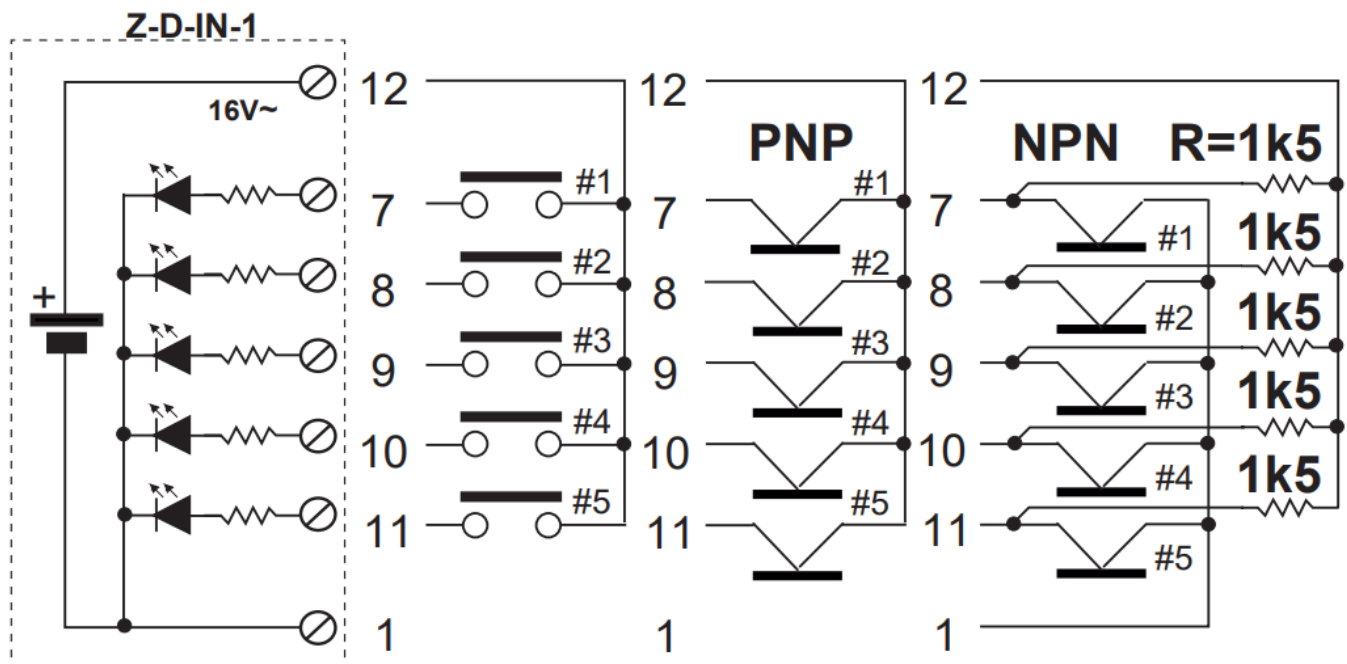 Z-D-IN-1
16V~ 12 12 12
PNP NPN R=1k5
7 #1 7 #1 7 #1 1k5
8 #2 8 #2 8 #2 1k5
+
9 #3 9 #3 9 #3 1k5
10 #4 10 #4 10 #4 1k5
11 #5 11 #5 11 #5
1 1 1